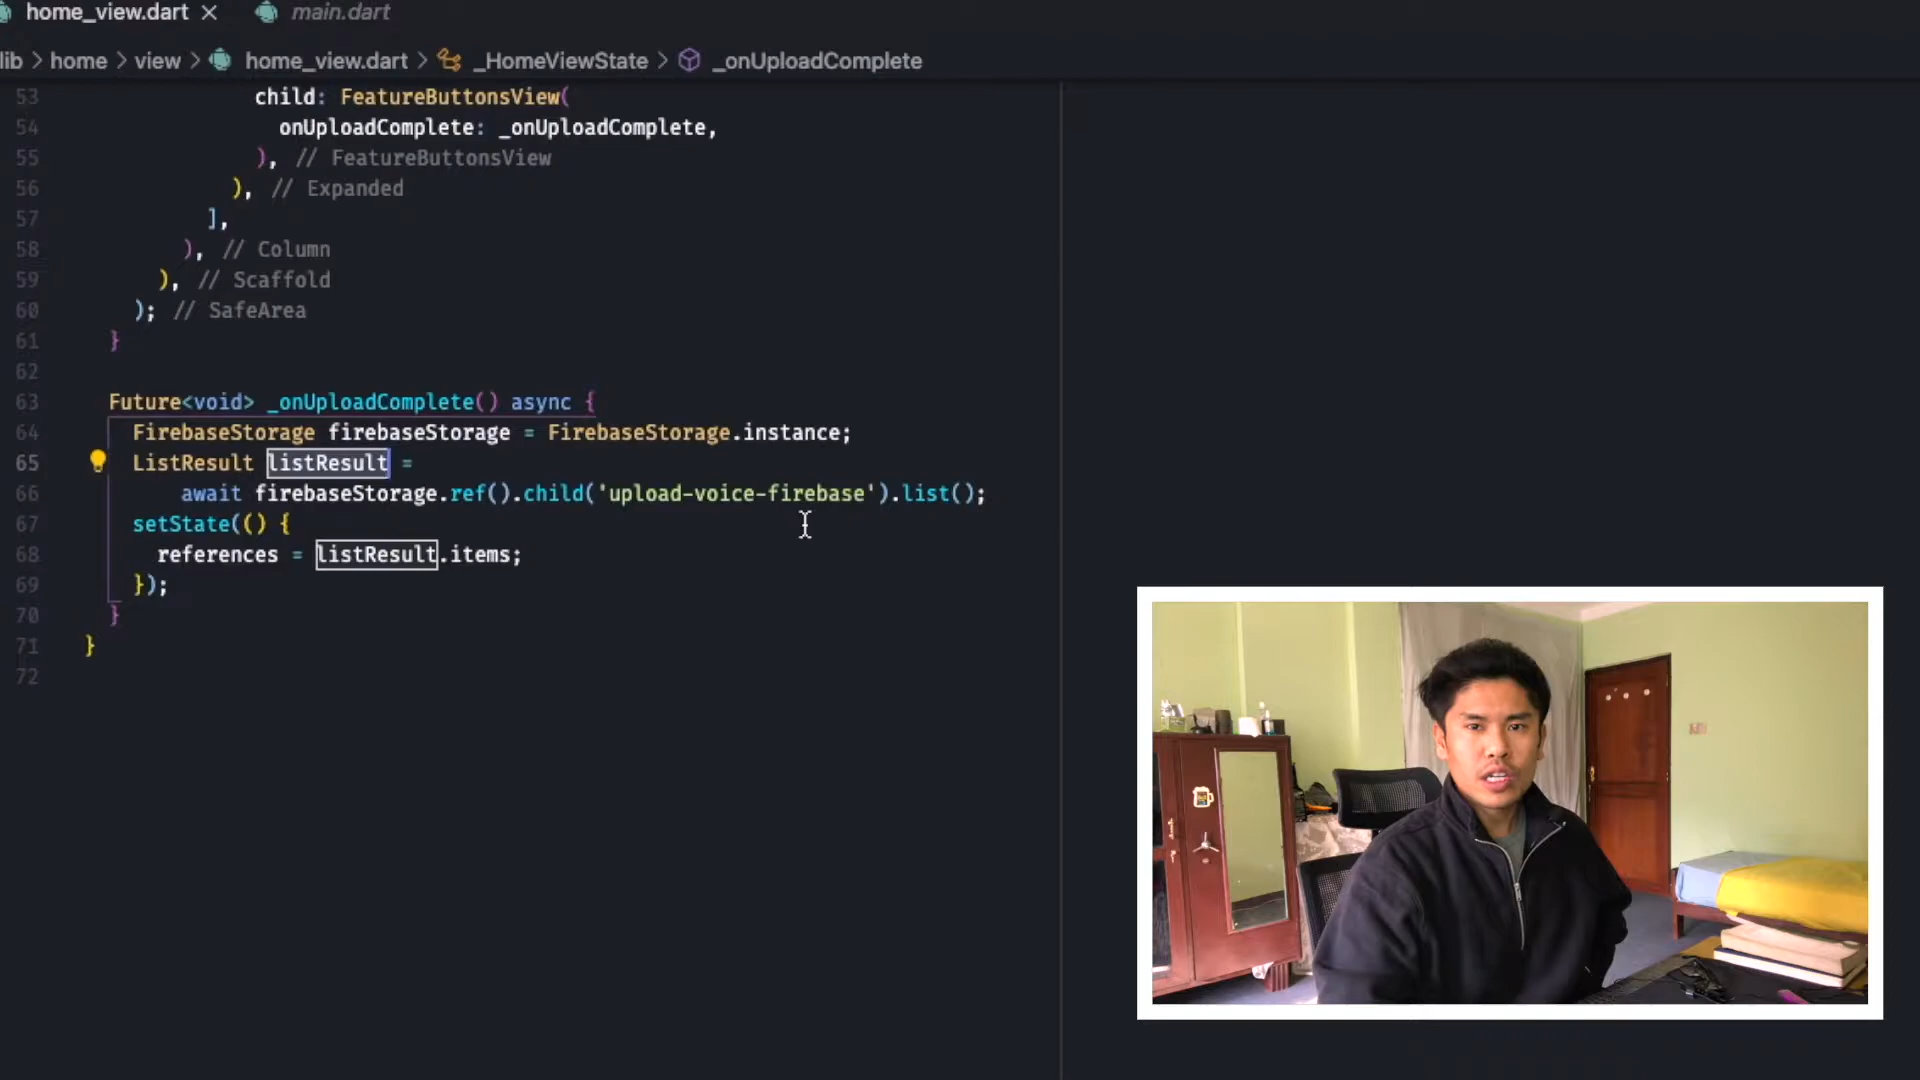 home_view.dart × main.dart
lib > home > view > home_view.dart > _HomeViewState > _onUploadComplete
53 child: FeatureButtonsView(
54 onUploadComplete: _onUploadComplete,
55 ), // FeatureButtonsView
56 ), // Expanded
57 ],
58 ), // Column
59 ), // Scaffold
60 ); // SafeArea
61 }
62
63 Future<void> _onUploadComplete() async {
64 FirebaseStorage firebaseStorage = FirebaseStorage.instance;
65 ListResult listResult =
66 await firebaseStorage.ref().child('upload-voice-firebase').list();
67 setState(() {
68 references = listResult.items;
69 });
70 }
71 }
72